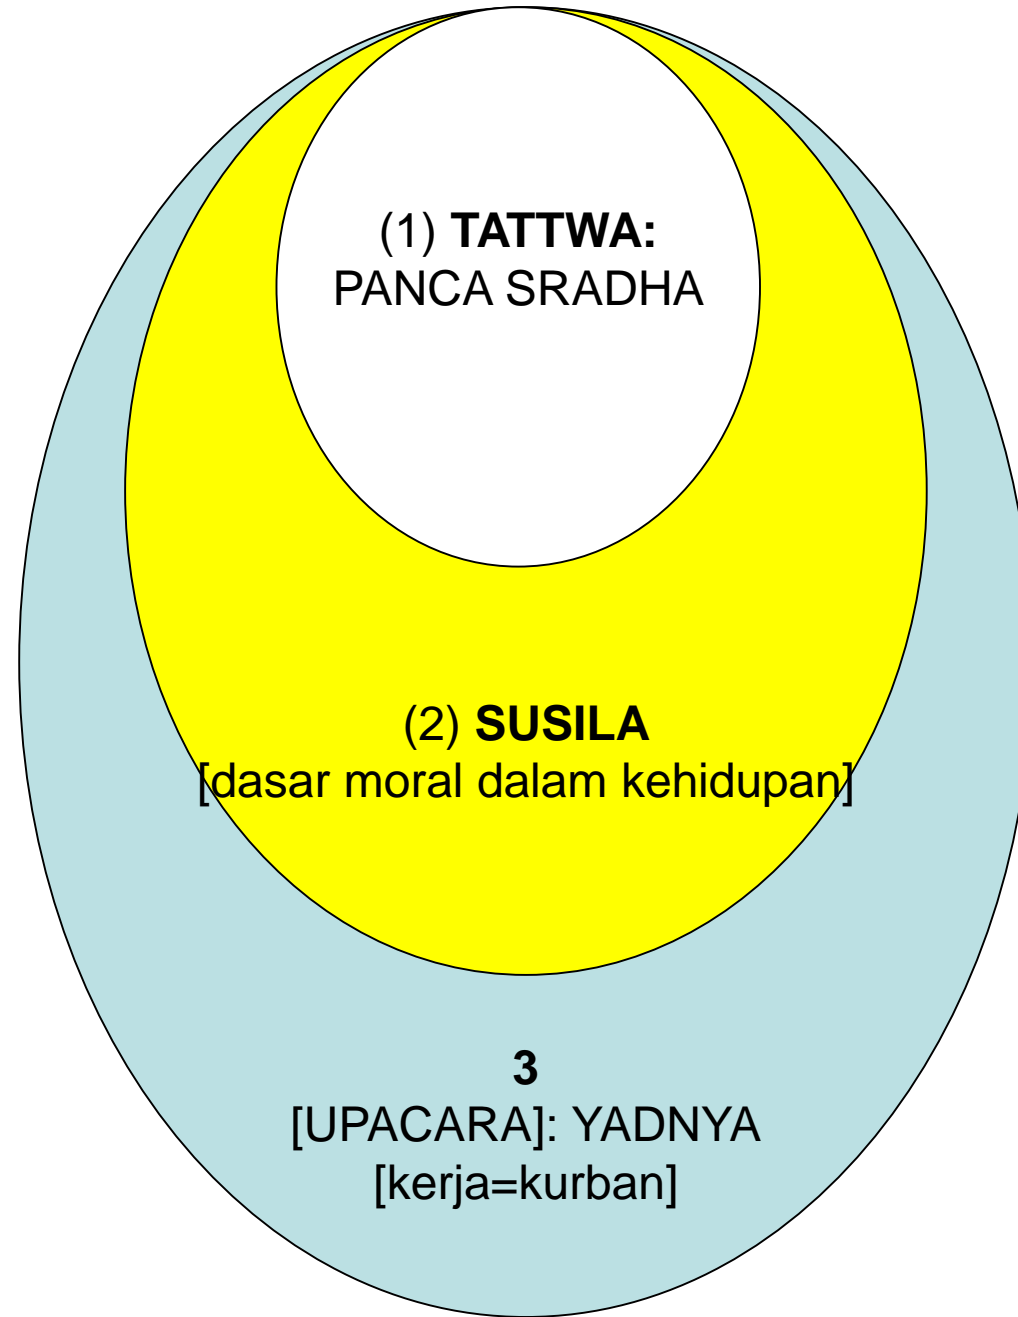 (1) TATTWA:
PANCA SRADHA
(2) SUSILA
[dasar moral dalam kehidupan]
3
[UPACARA]: YADNYA
[kerja=kurban]